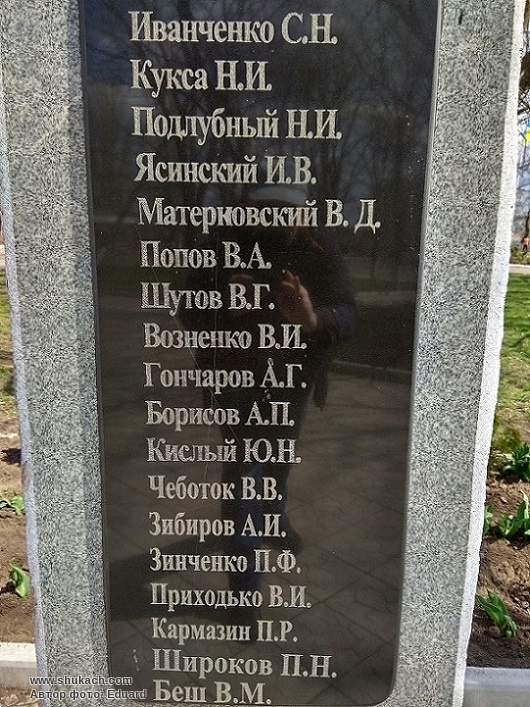 Иванченко С.Н.
Кукса Н.И.
Подлубный Н.И.
Ясинский И.В.
Материовский В. Д.
Попов В.А.
Шутов В.Г.
Возненко В.И.
Гончаров А.Г.
Борисов А.П.
Кислый Ю.Н.
Чеботок В.В.
Зибиров А.И.
Зинченко П.Ф.
Приходько В.И.
Кармазин П.Р.
Широков П.Н.
Беш В.М.
www.shukach.com
Автор фото: Eduard